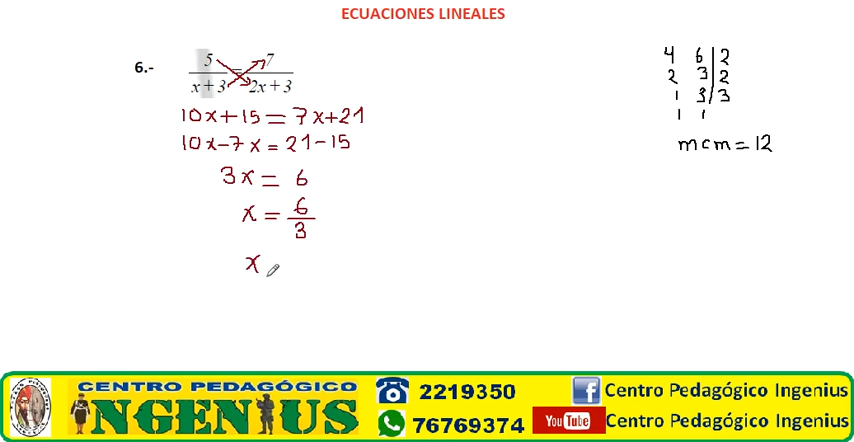 ECUACIONES LINEALES
6.- 5/(x + 3) = 7/(2x + 3)
10x+15=7x+21
10x-7x=21-15
3x=6
x=6/3
x
4 6|2
2 3|2
1 3|3
1 1
mcm=12
CENTRO PEDAGÓGICO
INGENIUS
2219350
76769374
f Centro Pedagógico Ingenius
YouTube Centro Pedagógico Ingenius